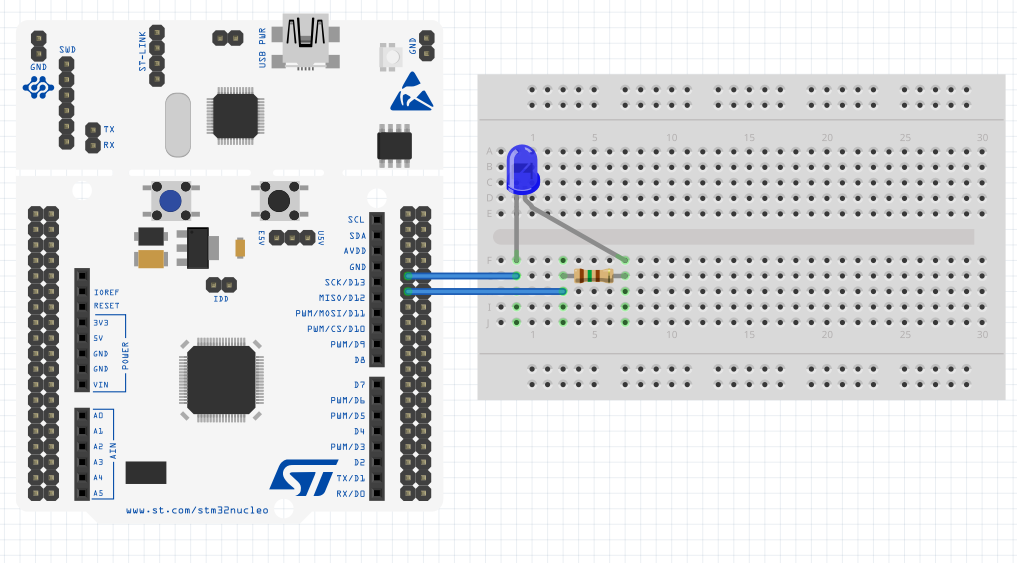 GND
SWD
ST-LINK
USB PWR
GND
TX
RX
E5V
U5V
IDD
SCL
SDA
AVDD
GND
SCK/D13
MISO/D12
PWM/MOSI/D11
PWM/CS/D10
PWM/D9
D8
D7
PWM/D6
PWM/D5
D4
PWM/D3
D2
TX/D1
RX/D0
IOREF
RESET
3V3
5V
GND
GND
VIN
POWER
A0
A1
A2
A3
A4
A5
AIN
ST
www.st.com/stm32nucleo
1 5 10 15 20 25 30
A
B
C
D
E
F
I
J
1 5 10 15 20 25 30